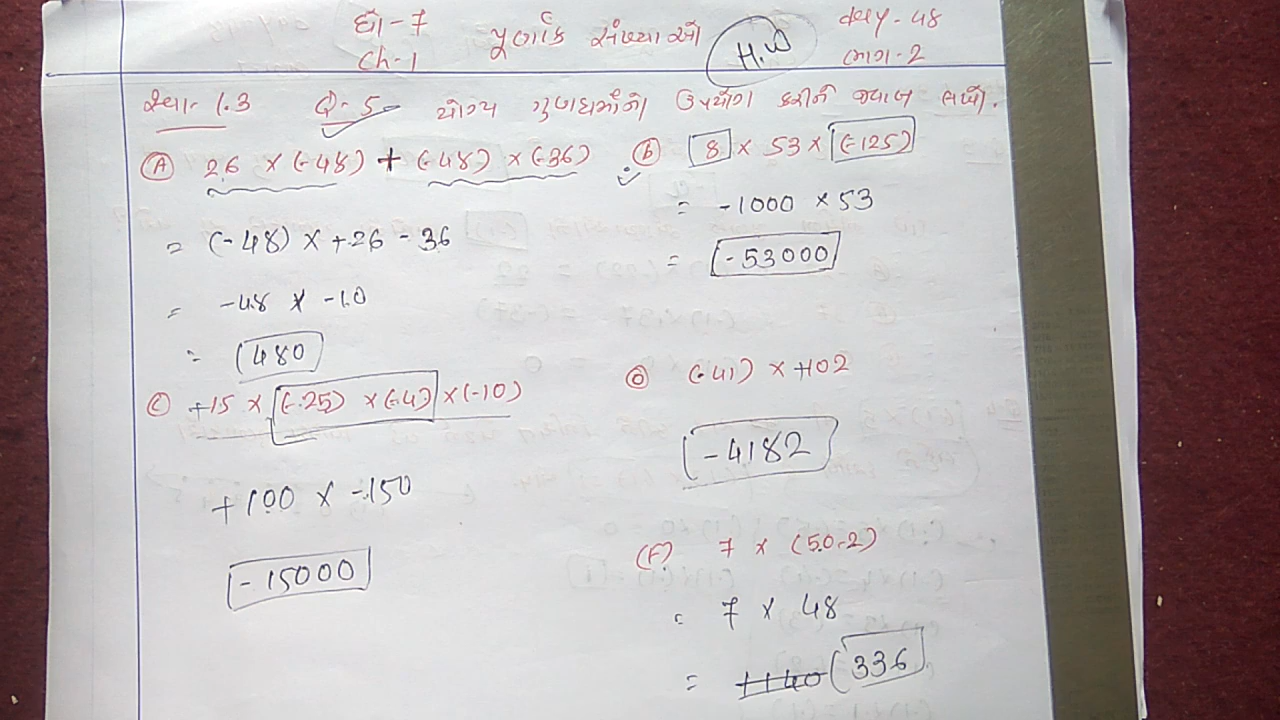 ધો-7 પુર્ણાંક સંખ્યાઓ H.W day-48
Ch-1 ભાગ-2
સ્વા- 1.3 Q-5 યોગ્ય ગુણધર્મોનો ઉપયોગ કરીને જવાબ લખો.
(A) 26 × (-48) + (-48) × (-36)
= (-48) × +26 - 36
= -48 × -10
= 480
(b) 8 × 53 × (-125)
= -1000 × 53
= -53000
(C) +15 × (-25) × (-4) × (-10)
+100 × -150
-15000
(D) (-41) × +102
-4182
(F) 7 × (50-2)
= 7 × 48
= 336